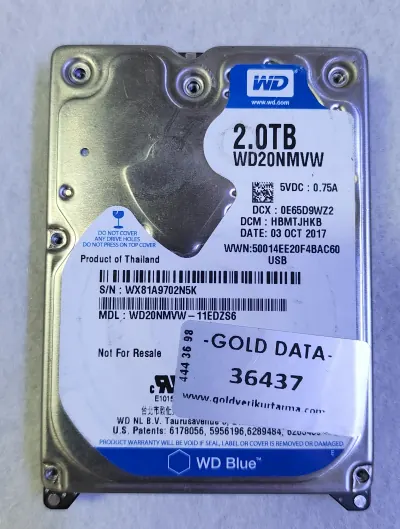 WD
www.wd.com
2.0TB
WD20NMVW
5VDC : 0.75A
DCX : 0E65D9WZ2
DCM : HBMTJHKB
DATE: 03 OCT 2017
WWN:50014EE20F4BAC60
USB
DO NOT COVER
ANY DRIVE HOLES
DO NOT PRESS ON TOP COVER
Product of Thailand
S/N : WX81A9702N5K
MDL : WD20NMVW-11EDZS6
Not For Resale
444 36 98
-GOLD DATA-
36437
www.goldverikurtarma.com
E1015
WD NL B.V. Taurusavenue
U.S. Patents: 6178056, 5956196,6289484,
PRODUCT WARRANTY WILL BE VOID IF SEAL, LABEL OR COVER IS REMOVED OR DAMAGED
E
WD Blue™